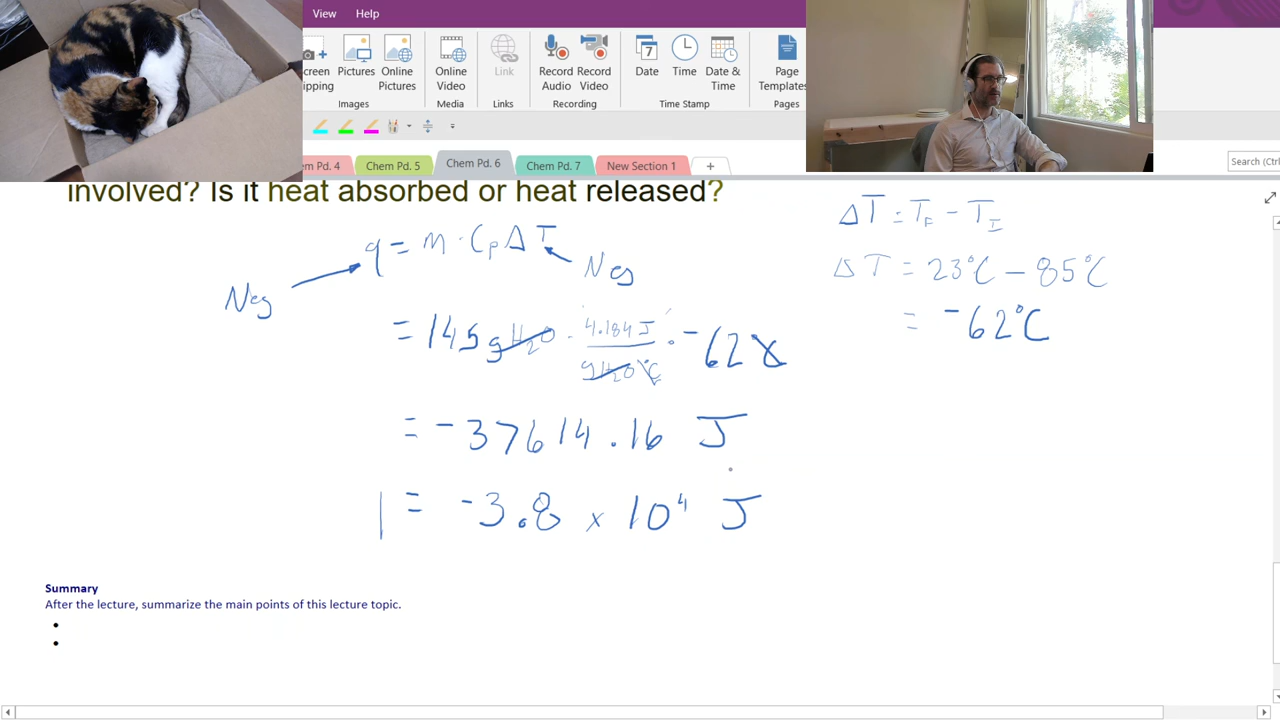 View Help
Screen Clipping Pictures Online Pictures Online Video Link Record Audio Record Video 7 Date Time Date & Time Page Templates
Images Media Links Recording Time Stamp Pages
Pd. 4 Chem Pd. 5 Chem Pd. 6 Chem Pd. 7 New Section 1 + Search (Ctrl
involved? Is it heat absorbed or heat released?
ΔT = T_F - T_I
q = m · C_p ΔT
Neg
Neg
ΔT = 23°C - 85°C
= -62°C
= 145 g H₂O · 4.184 J / g H₂O °C · -62 °C
= -37614.16 J
= -3.8 x 10⁴ J
Summary
After the lecture, summarize the main points of this lecture topic.